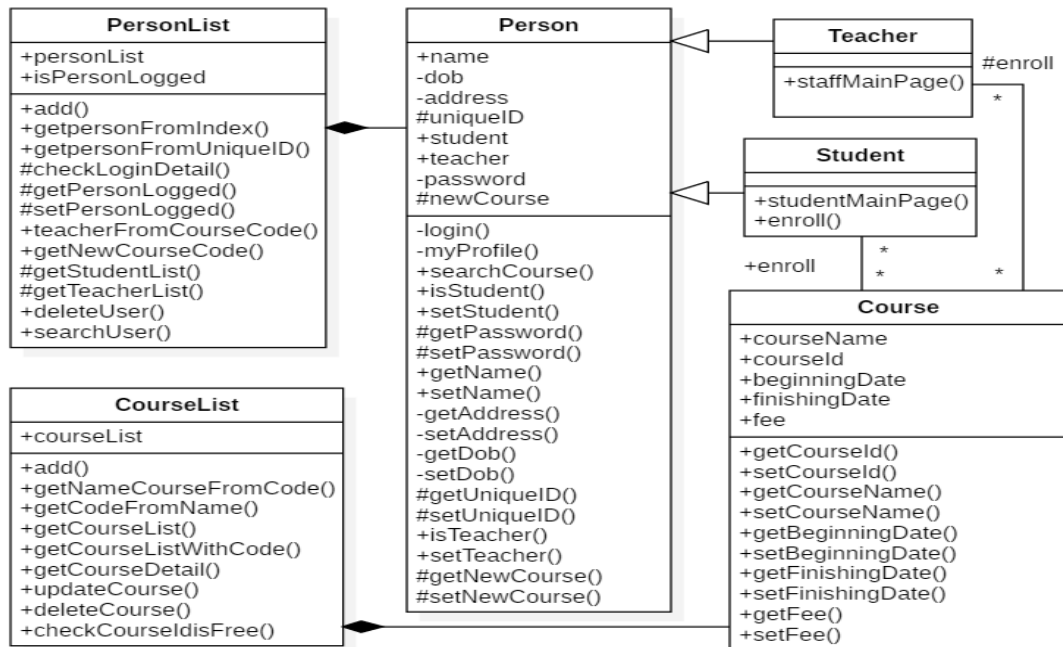 PersonList
+personList
+isPersonLogged
+add()
+getpersonFromIndex()
+getpersonFromUniqueID()
#checkLoginDetail()
#getPersonLogged()
#setPersonLogged()
+teacherFromCourseCode()
+getNewCourseCode()
#getStudentList()
#getTeacherList()
+deleteUser()
+searchUser()
CourseList
+courseList
+add()
+getNameCourseFromCode()
+getCodeFromName()
+getCourseList()
+getCourseListWithCode()
+getCourseDetail()
+updateCourse()
+deleteCourse()
+checkCourseIdisFree()
Person
+name
-dob
-address
#uniqueID
+student
+teacher
-password
#newCourse
-login()
-myProfile()
+searchCourse()
+isStudent()
+setStudent()
#getPassword()
#setPassword()
+getName()
+setName()
-getAddress()
-setAddress()
-getDob()
-setDob()
#getUniqueID()
#setUniqueID()
+isTeacher()
+setTeacher()
#getNewCourse()
#setNewCourse()
Teacher
+staffMainPage()
#enroll
*
Student
+studentMainPage()
+enroll()
*
+enroll
*
*
Course
+courseName
+courseId
+beginningDate
+finishingDate
+fee
+getCourseId()
+setCourseId()
+getCourseName()
+setCourseName()
+getBeginningDate()
+setBeginningDate()
+getFinishingDate()
+setFinishingDate()
+getFee()
+setFee()